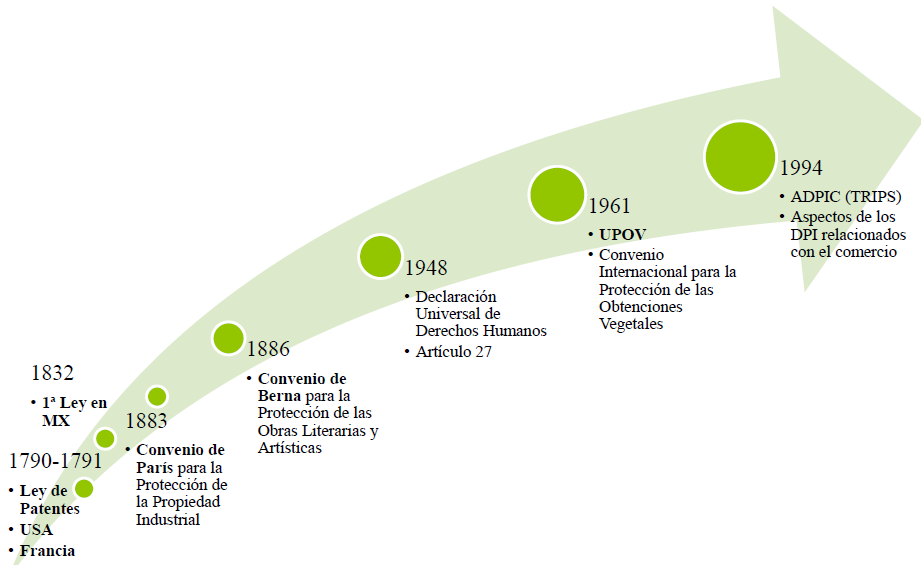 1790-1791
• Ley de
Patentes
• USA
• Francia
1832
• 1ª Ley en
MX
1883
• Convenio de
París para la
Protección de
la Propiedad
Industrial
1886
• Convenio de
Berna para la
Protección de las
Obras Literarias y
Artísticas
1948
• Declaración
Universal de
Derechos Humanos
• Artículo 27
1961
• UPOV
• Convenio
Internacional para la
Protección de las
Obtenciones
Vegetales
1994
• ADPIC (TRIPS)
• Aspectos de los
DPI relacionados
con el comercio